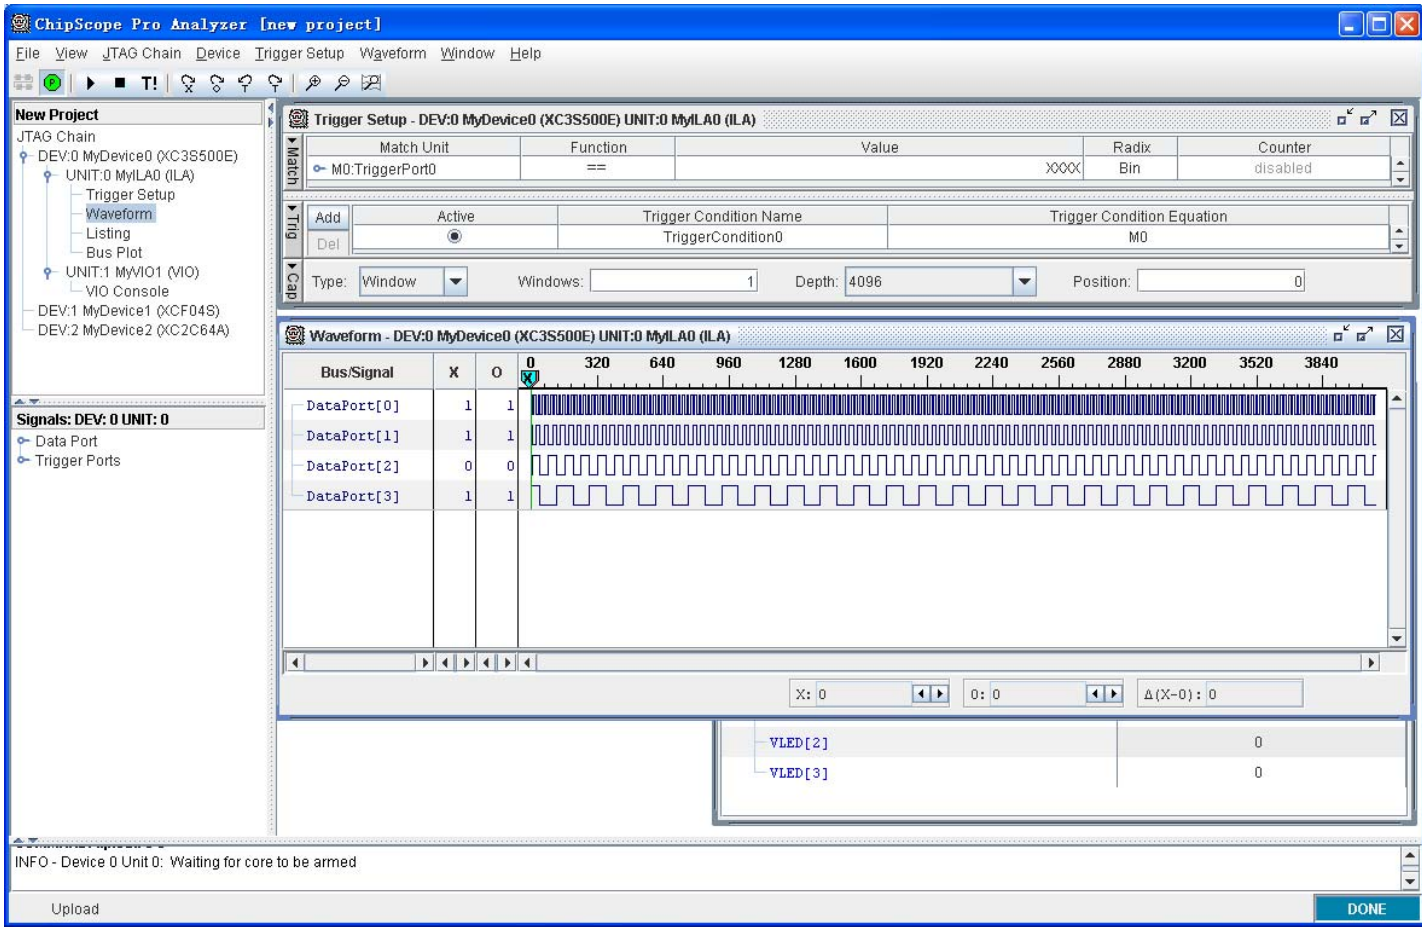 ChipScope Pro Analyzer [new project]
File View JTAG Chain Device Trigger Setup Waveform Window Help
P T!
New Project
JTAG Chain
DEV:0 MyDevice0 (XC3S500E)
UNIT:0 MyILA0 (ILA)
Trigger Setup
Waveform
Listing
Bus Plot
UNIT:1 MyVIO1 (VIO)
VIO Console
DEV:1 MyDevice1 (XCF04S)
DEV:2 MyDevice2 (XC2C64A)
Signals: DEV: 0 UNIT: 0
Data Port
Trigger Ports
Trigger Setup - DEV:0 MyDevice0 (XC3S500E) UNIT:0 MyILA0 (ILA)
Match
Match Unit Function Value Radix Counter
M0:TriggerPort0 == XXXX Bin disabled
Trig
Add Active Trigger Condition Name Trigger Condition Equation
Del TriggerCondition0 M0
Cap
Type: Window Windows: 1 Depth: 4096 Position: 0
Waveform - DEV:0 MyDevice0 (XC3S500E) UNIT:0 MyILA0 (ILA)
Bus/Signal X O 0 320 640 960 1280 1600 1920 2240 2560 2880 3200 3520 3840
X
DataPort[0] 1 1
DataPort[1] 1 1
DataPort[2] 0 0
DataPort[3] 1 1
X: 0 O: 0 Δ(X-O): 0
VLED[2] 0
VLED[3] 0
INFO - Device 0 Unit 0: Waiting for core to be armed
Upload DONE